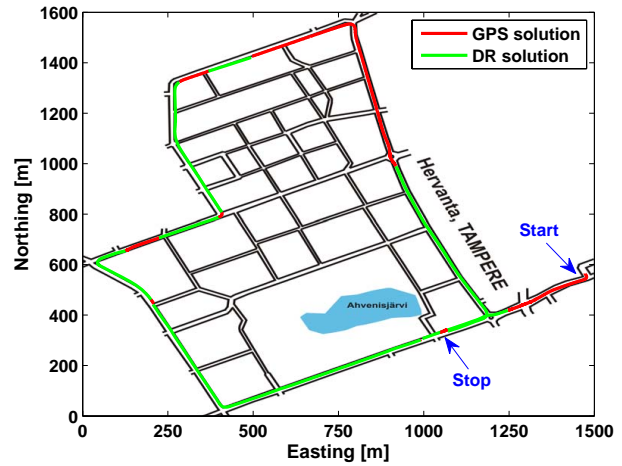 GPS solution
DR solution
1600
1400
1200
1000
800
600
400
200
0
Northing [m]
Hervanta, TAMPERE
Start
Ahvenisjärvi
Stop
0
250
500
750
1000
1250
1500
Easting [m]